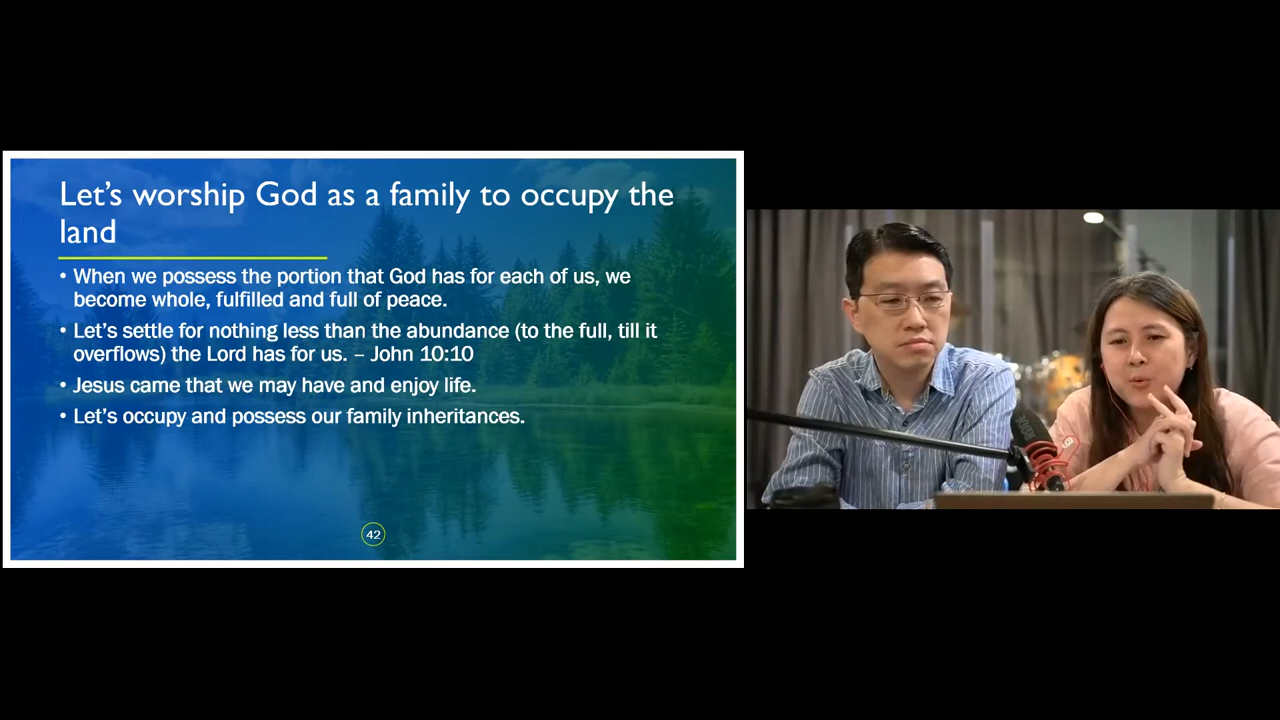 Let's worship God as a family to occupy the
land
• When we possess the portion that God has for each of us, we
become whole, fulfilled and full of peace.
• Let's settle for nothing less than the abundance (to the full, till it
overflows) the Lord has for us. – John 10:10
• Jesus came that we may have and enjoy life.
• Let's occupy and possess our family inheritances.
42
RODE